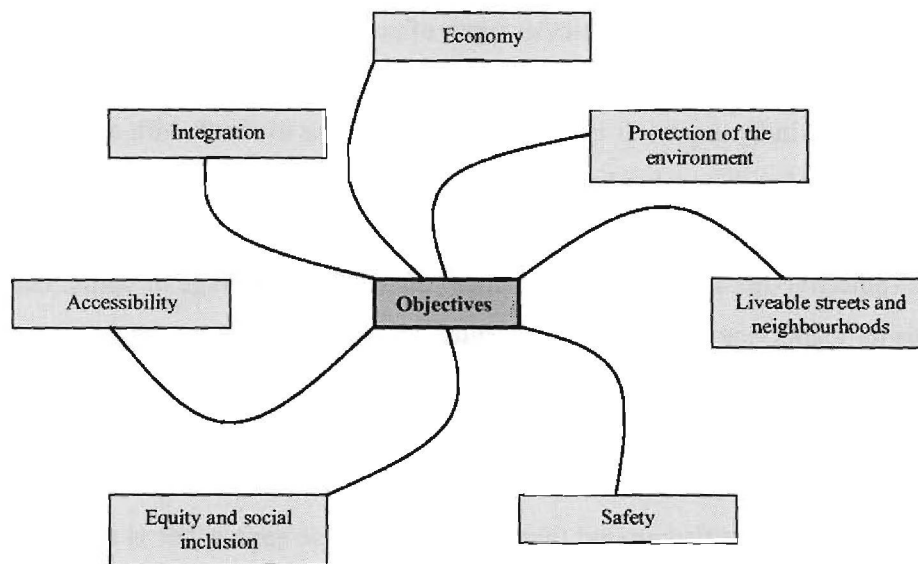 Economy
Integration
Protection of the
environment
Accessibility
Objectives
Liveable streets and
neighbourhoods
Equity and social
inclusion
Safety